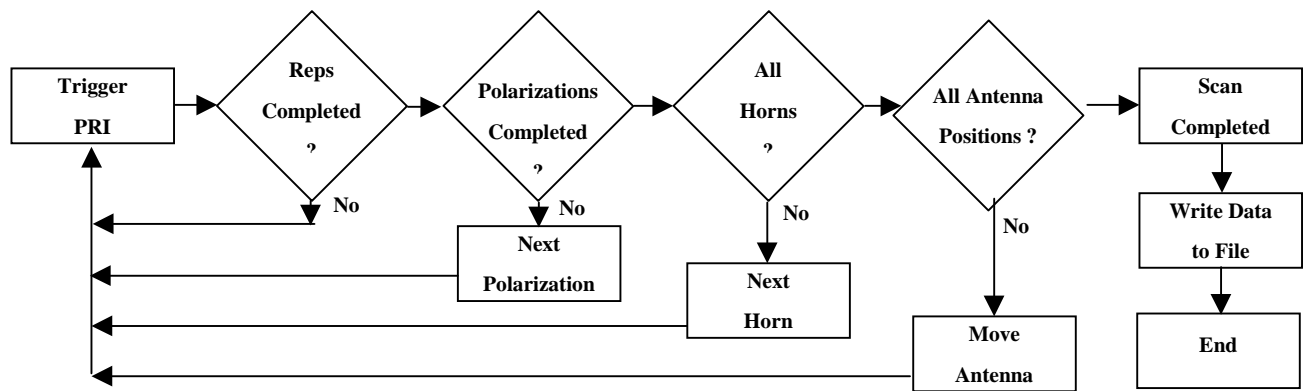 Trigger
PRI
Reps
Completed
?
No
Polarizations
Completed
?
No
Next
Polarization
All
Horns
?
No
Next
Horn
All Antenna
Positions ?
No
Move
Antenna
Scan
Completed
Write Data
to File
End